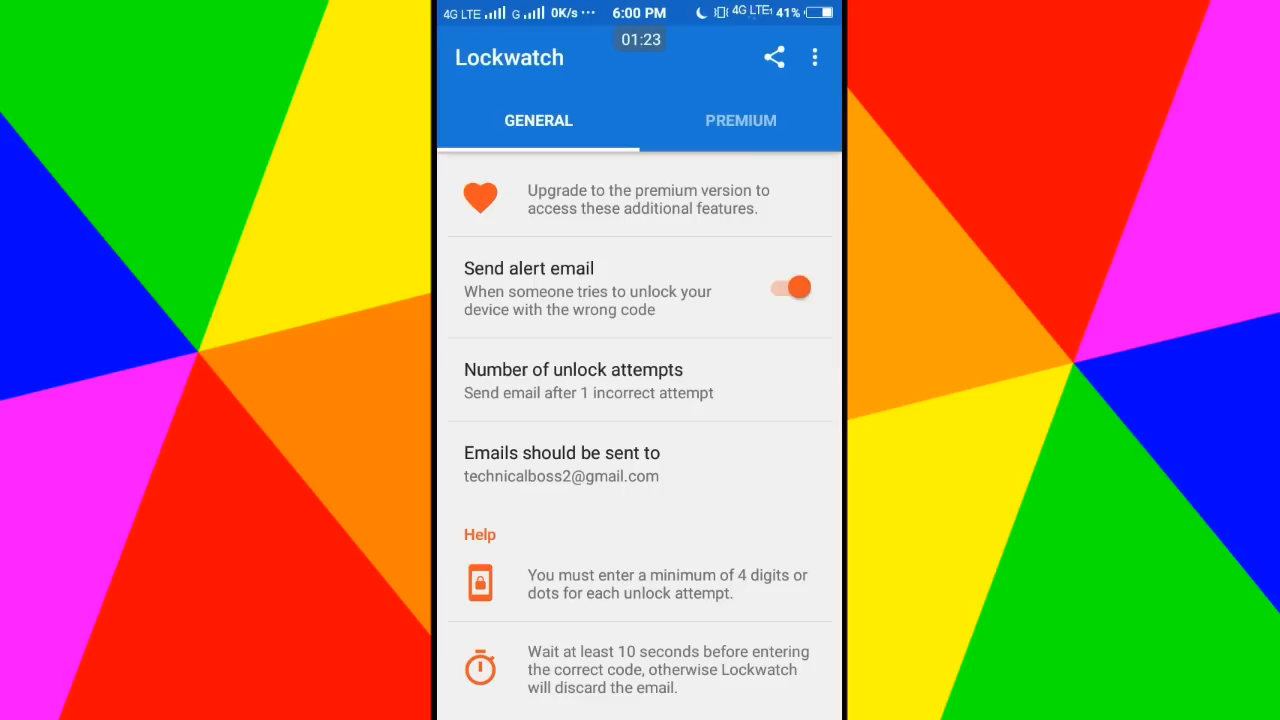 4G LTE G 0K/s ··· 6:00 PM 4G LTE 41%
01:23
Lockwatch
GENERAL PREMIUM
Upgrade to the premium version to
access these additional features.
Send alert email
When someone tries to unlock your
device with the wrong code
Number of unlock attempts
Send email after 1 incorrect attempt
Emails should be sent to
technicalboss2@gmail.com
Help
You must enter a minimum of 4 digits or
dots for each unlock attempt.
Wait at least 10 seconds before entering
the correct code, otherwise Lockwatch
will discard the email.